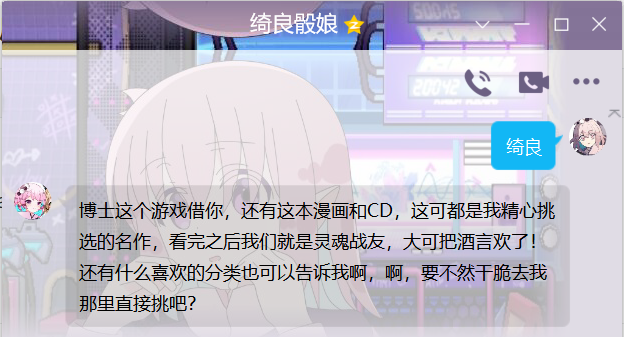 绮良骰娘
绮良
博士这个游戏借你，还有这本漫画和CD，这可都是我精心挑
选的名作，看完之后我们就是灵魂战友，大可把酒言欢了！
还有什么喜欢的分类也可以告诉我啊，啊，要不然干脆去我
那里直接挑吧？